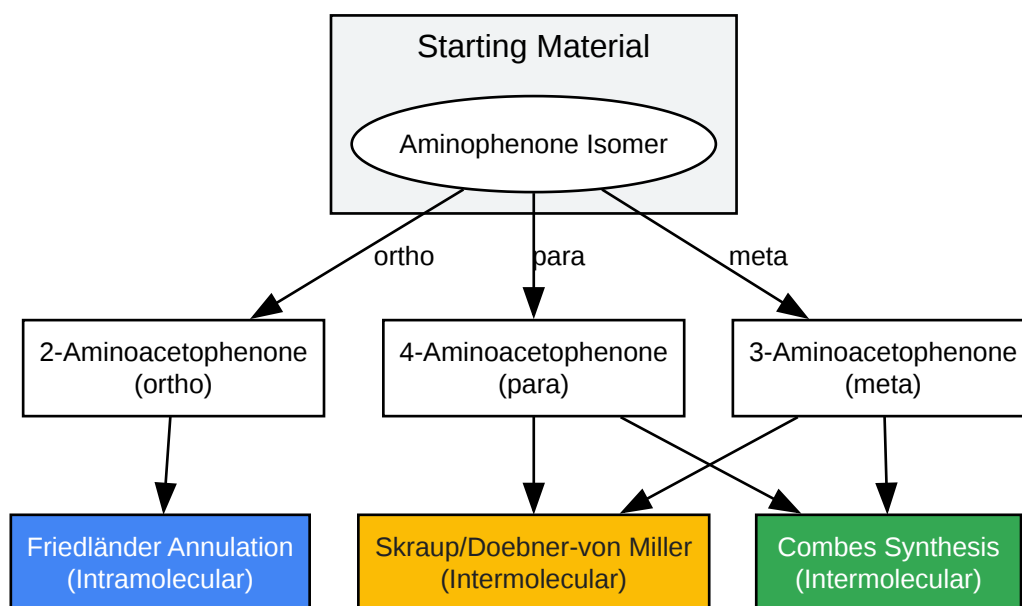 Starting Material
Aminophenone Isomer
ortho
para
meta
2-Aminoacetophenone
(ortho)
4-Aminoacetophenone
(para)
3-Aminoacetophenone
(meta)
Friedländer Annulation
(Intramolecular)
Skraup/Doebner-von Miller
(Intermolecular)
Combes Synthesis
(Intermolecular)